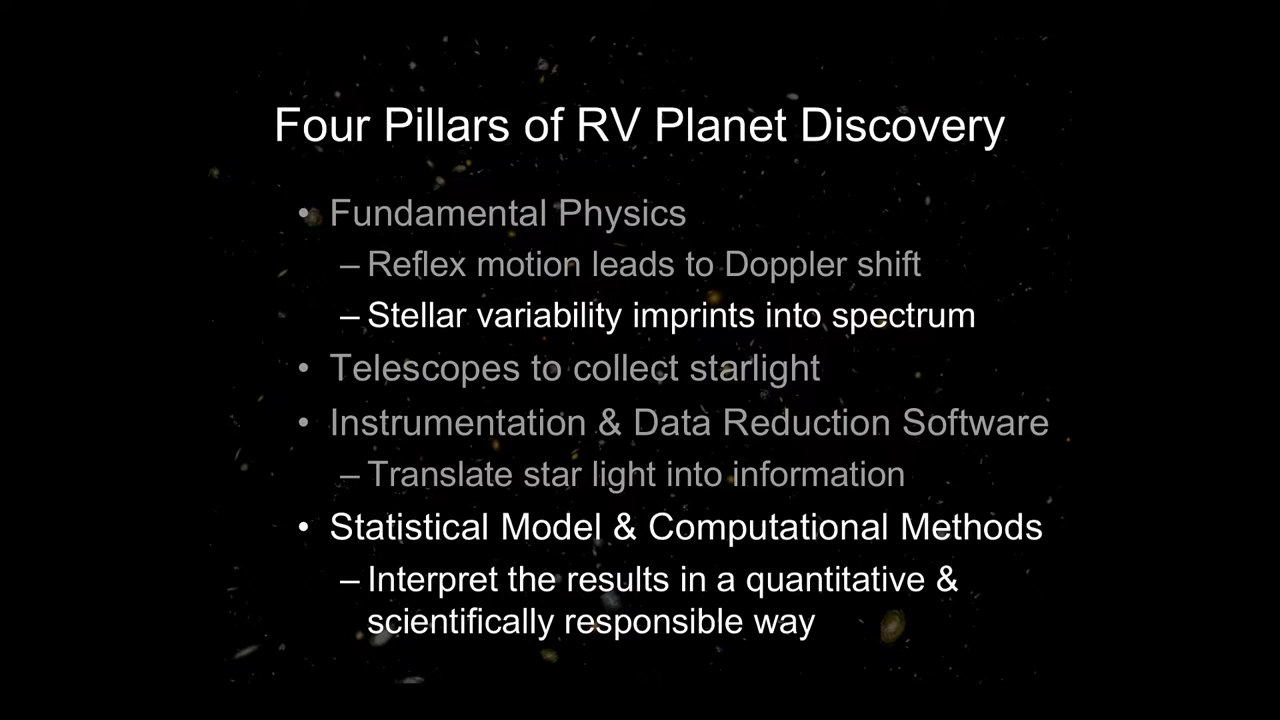 Four Pillars of RV Planet Discovery
• Fundamental Physics
– Reflex motion leads to Doppler shift
– Stellar variability imprints into spectrum
• Telescopes to collect starlight
• Instrumentation & Data Reduction Software
– Translate star light into information
• Statistical Model & Computational Methods
– Interpret the results in a quantitative &
scientifically responsible way